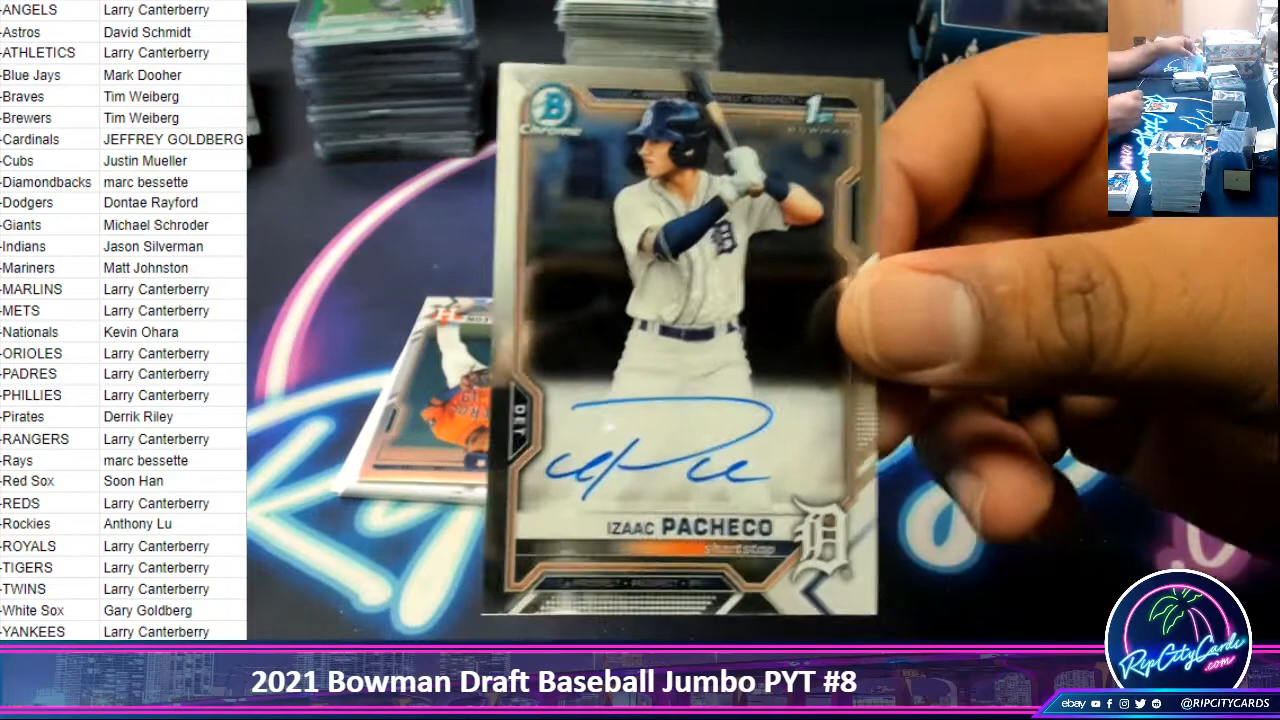 -ANGELS Larry Canterberry
-Astros David Schmidt
-ATHLETICS Larry Canterberry
-Blue Jays Mark Dooher
-Braves Tim Weiberg
-Brewers Tim Weiberg
-Cardinals JEFFREY GOLDBERG
-Cubs Justin Mueller
-Diamondbacks marc bessette
-Dodgers Dontae Rayford
-Giants Michael Schroder
-Indians Jason Silverman
-Mariners Matt Johnston
-MARLINS Larry Canterberry
-METS Larry Canterberry
-Nationals Kevin Ohara
-ORIOLES Larry Canterberry
-PADRES Larry Canterberry
-PHILLIES Larry Canterberry
-Pirates Derrik Riley
-RANGERS Larry Canterberry
-Rays marc bessette
-Red Sox Soon Han
-REDS Larry Canterberry
-Rockies Anthony Lu
-ROYALS Larry Canterberry
-TIGERS Larry Canterberry
-TWINS Larry Canterberry
-White Sox Gary Goldberg
-YANKEES Larry Canterberry
B
Chrome
1st
BOWMAN
D
DET
IZAAC PACHECO
shortstop
D
RipCityCards
.com
2021 Bowman Draft Baseball Jumbo PYT #8
ebay @RIPCITYCARDS